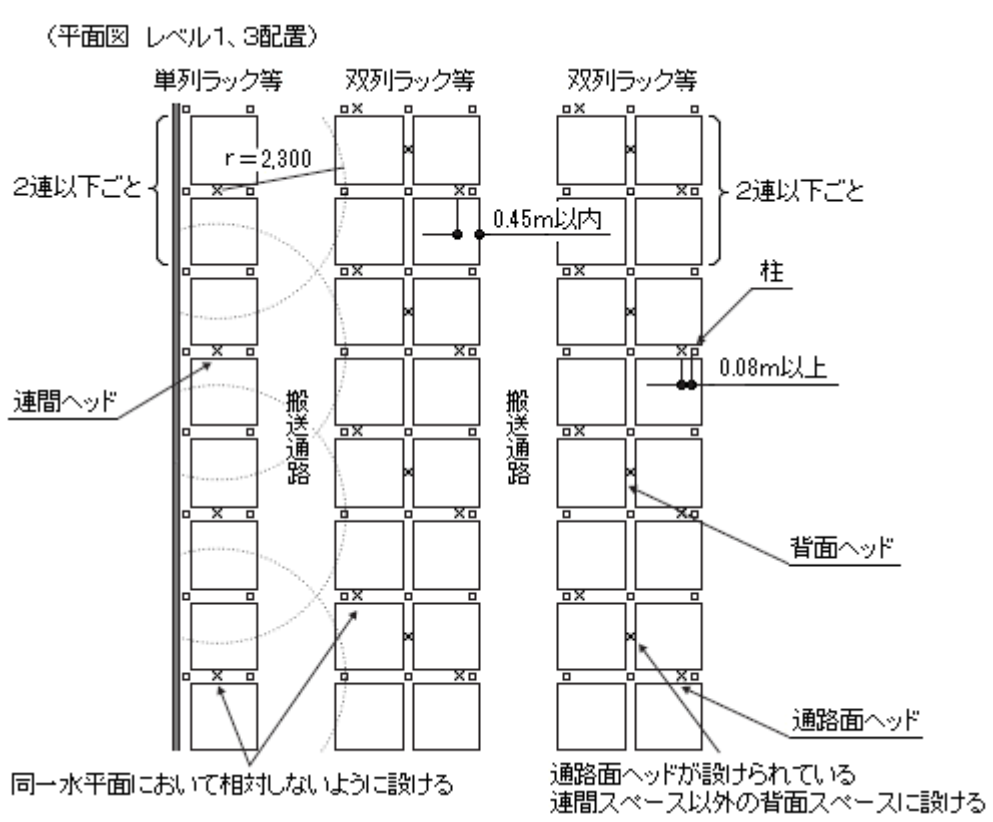 （平面図 レベル1、3配置）
単列ラック等
双列ラック等
双列ラック等
2連以下ごと
r＝2,300
0.45m以内
2連以下ごと
柱
0.08m以上
連間ヘッド
搬送通路
搬送通路
背面ヘッド
通路面ヘッド
同一水平面において相対しないように設ける
通路面ヘッドが設けられている
連間スペース以外の背面スペースに設ける